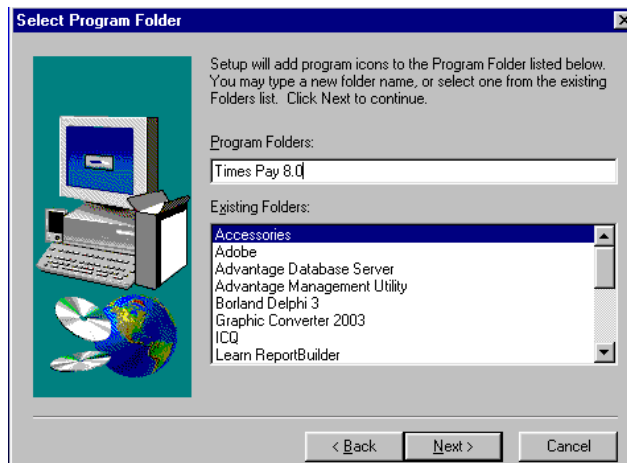 Select Program Folder
Setup will add program icons to the Program Folder listed below.
You may type a new folder name, or select one from the existing
Folders list. Click Next to continue.
Program Folders:
Times Pay 8.0
Existing Folders:
Accessories
Adobe
Advantage Database Server
Advantage Management Utility
Borland Delphi 3
Graphic Converter 2003
ICQ
Learn ReportBuilder
< Back
Next >
Cancel